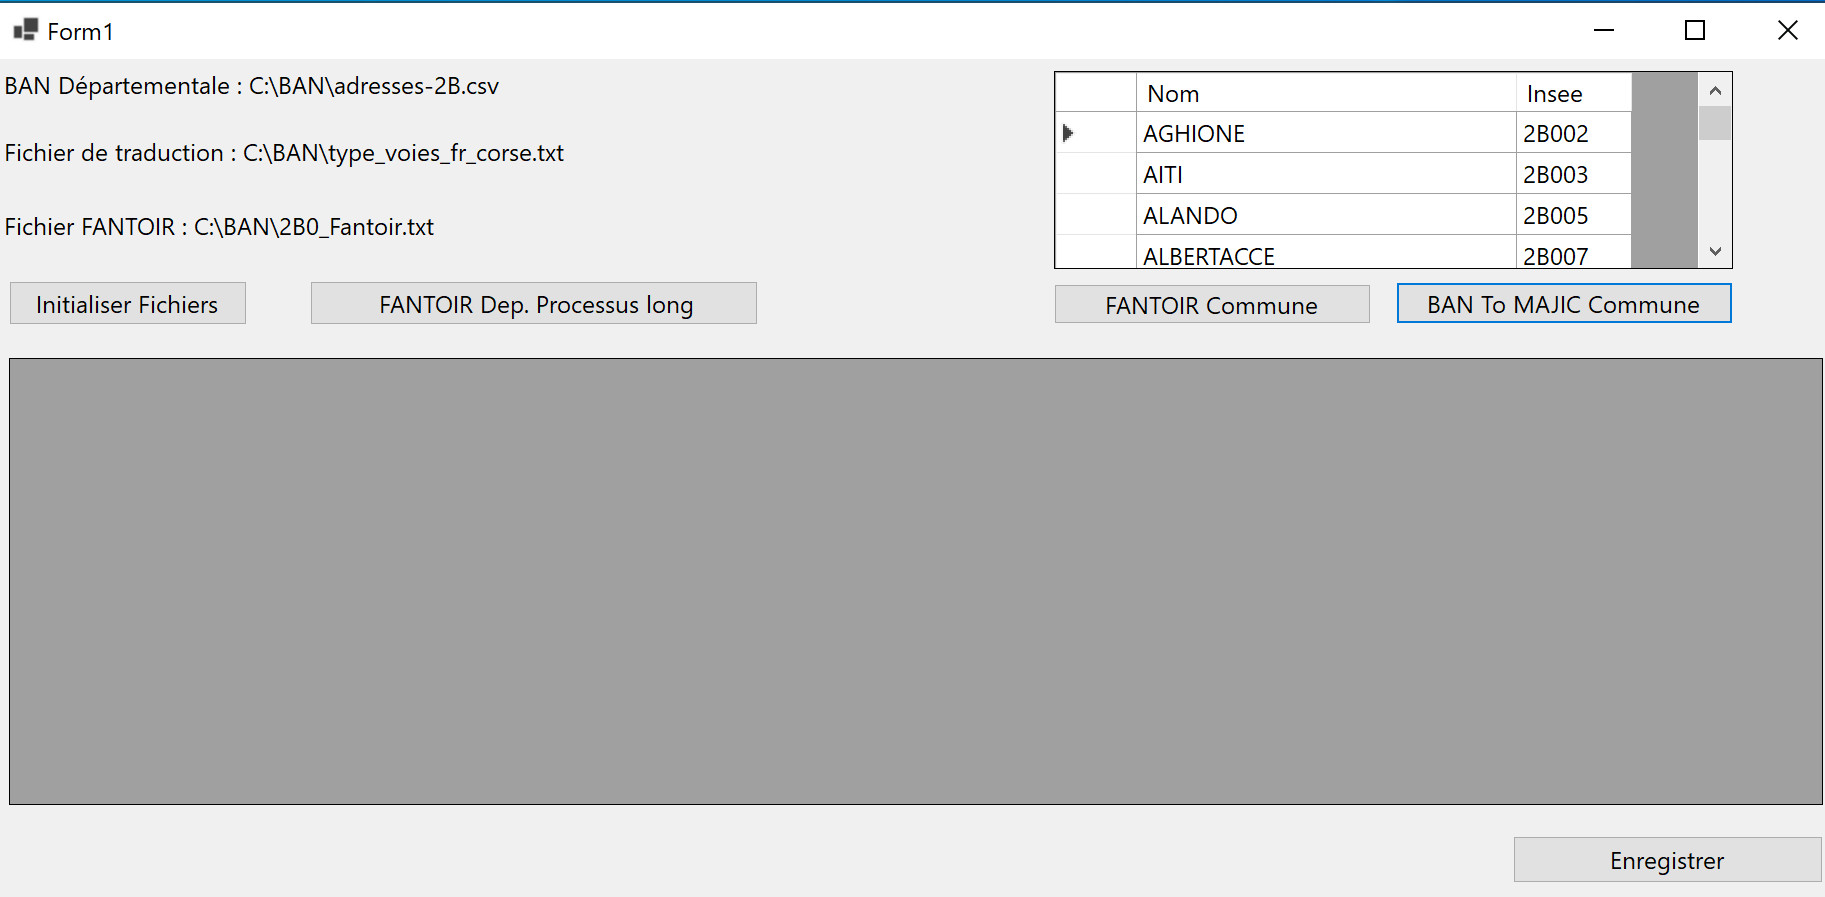 Form1
BAN Départementale : C:\BAN\adresses-2B.csv
Fichier de traduction : C:\BAN\type_voies_fr_corse.txt
Fichier FANTOIR : C:\BAN\2B0_Fantoir.txt
Initialiser Fichiers
FANTOIR Dep. Processus long
Nom Insee
AGHIONE 2B002
AITI 2B003
ALANDO 2B005
ALBERTACCE 2B007
FANTOIR Commune
BAN To MAJIC Commune
Enregistrer